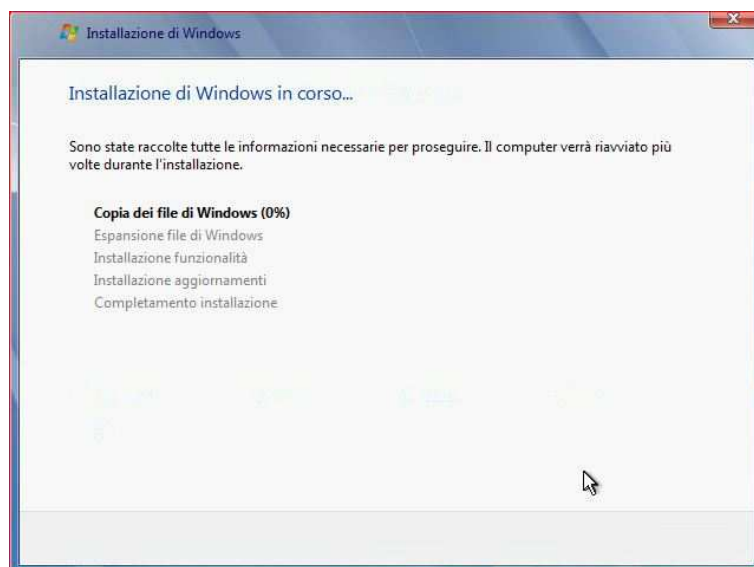 Installazione di Windows
Installazione di Windows in corso...
Sono state raccolte tutte le informazioni necessarie per proseguire. Il computer verrà riavviato più
volte durante l'installazione.
Copia dei file di Windows (0%)
Espansione file di Windows
Installazione funzionalità
Installazione aggiornamenti
Completamento installazione